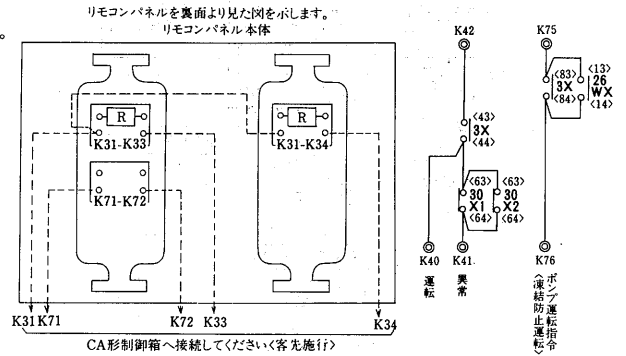 リモコンパネルを裏面より見た図を示します。
リモコンパネル本体
。
R
K31-K33
K71-K72
R
K31-K34
K31 K71 K72 K33 K34
CA形制御箱へ接続してください〈客先施行〉
K42
〈43〉
3X
〈44〉
〈63〉
30
X1
〈64〉
〈63〉
30
X2
〈64〉
K40
運転
K41
異常
K75
〈83〉
3X
〈84〉
〈13〉
26
WX
〈14〉
K76
ポンプ運転指令
〈凍結防止運転〉